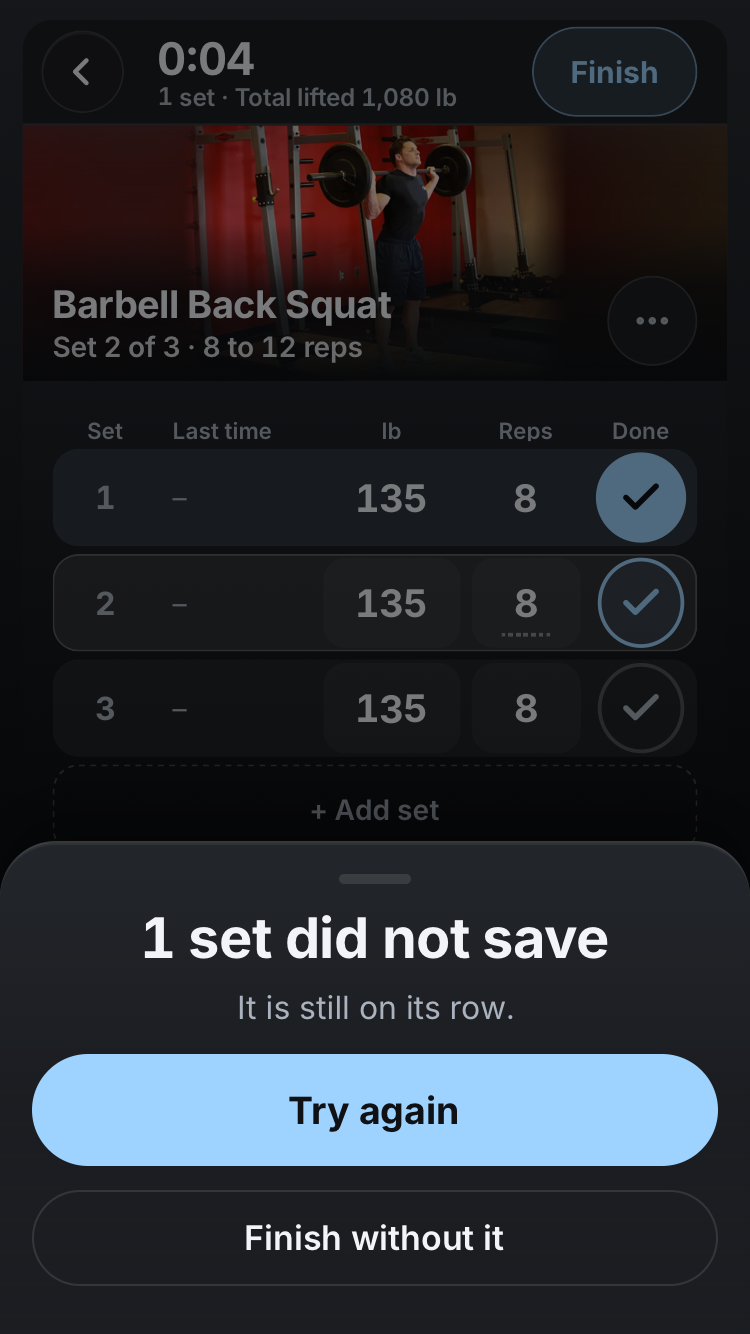 0:04
1 set · Total lifted 1,080 lb
Finish
Barbell Back Squat
Set 2 of 3 · 8 to 12 reps
Set Last time lb Reps Done
1 – 135 8
2 – 135 8
3 – 135 8
+ Add set
1 set did not save
It is still on its row.
Try again
Finish without it